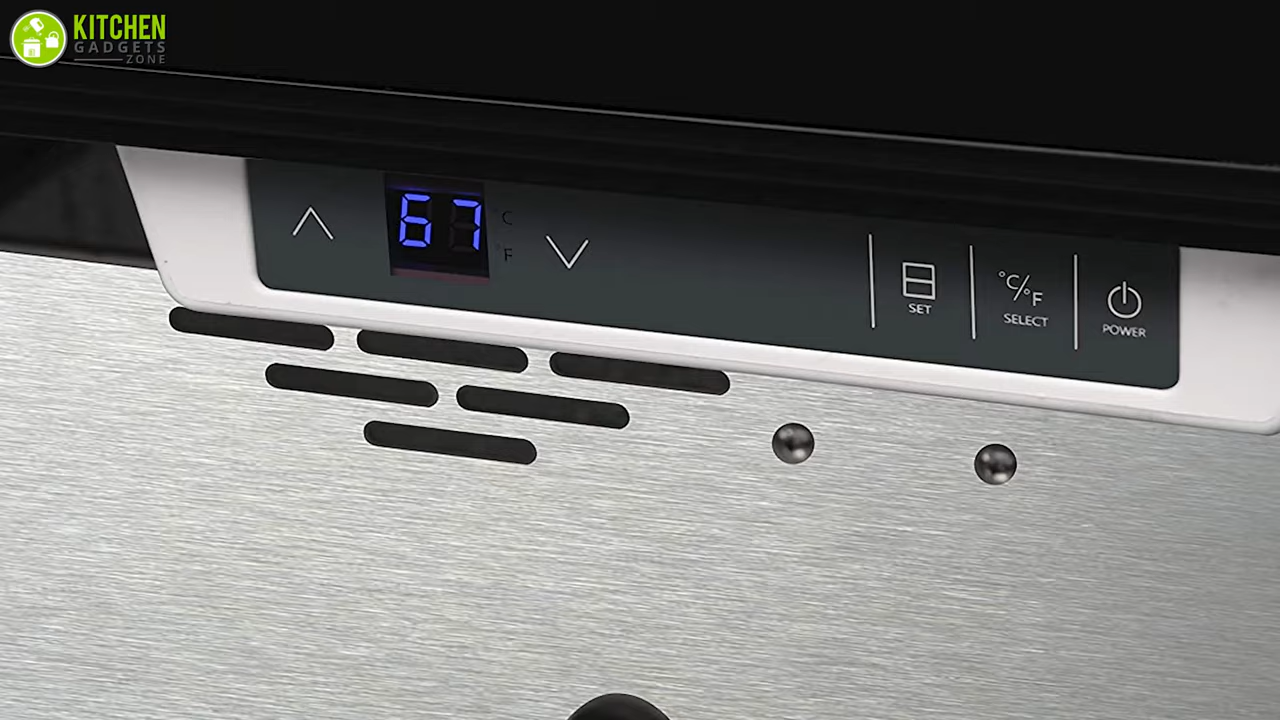 KITCHEN
GADGETS
ZONE
67
C
°F
SET
°C/°F
SELECT
POWER